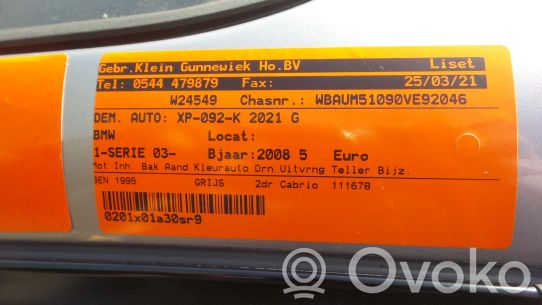 Gebr.Klein Gunnewiek Ho.BV Liset
Tel: 0544 479879 Fax: 25/03/21
W24549 Chasnr.: WBAUM51090VE92046
DEM. AUTO: XP-092-K 2021 G
BMW Locat:
1-SERIE 03- Bjaar:2008 5 Euro
Mot Inh. Bak Aand Kleurauto Drn Uitvrng Teller Bijz.
BEN 1995 GRIJS 2dr Cabrio 111678
0201x01a30sr9
Ovoko